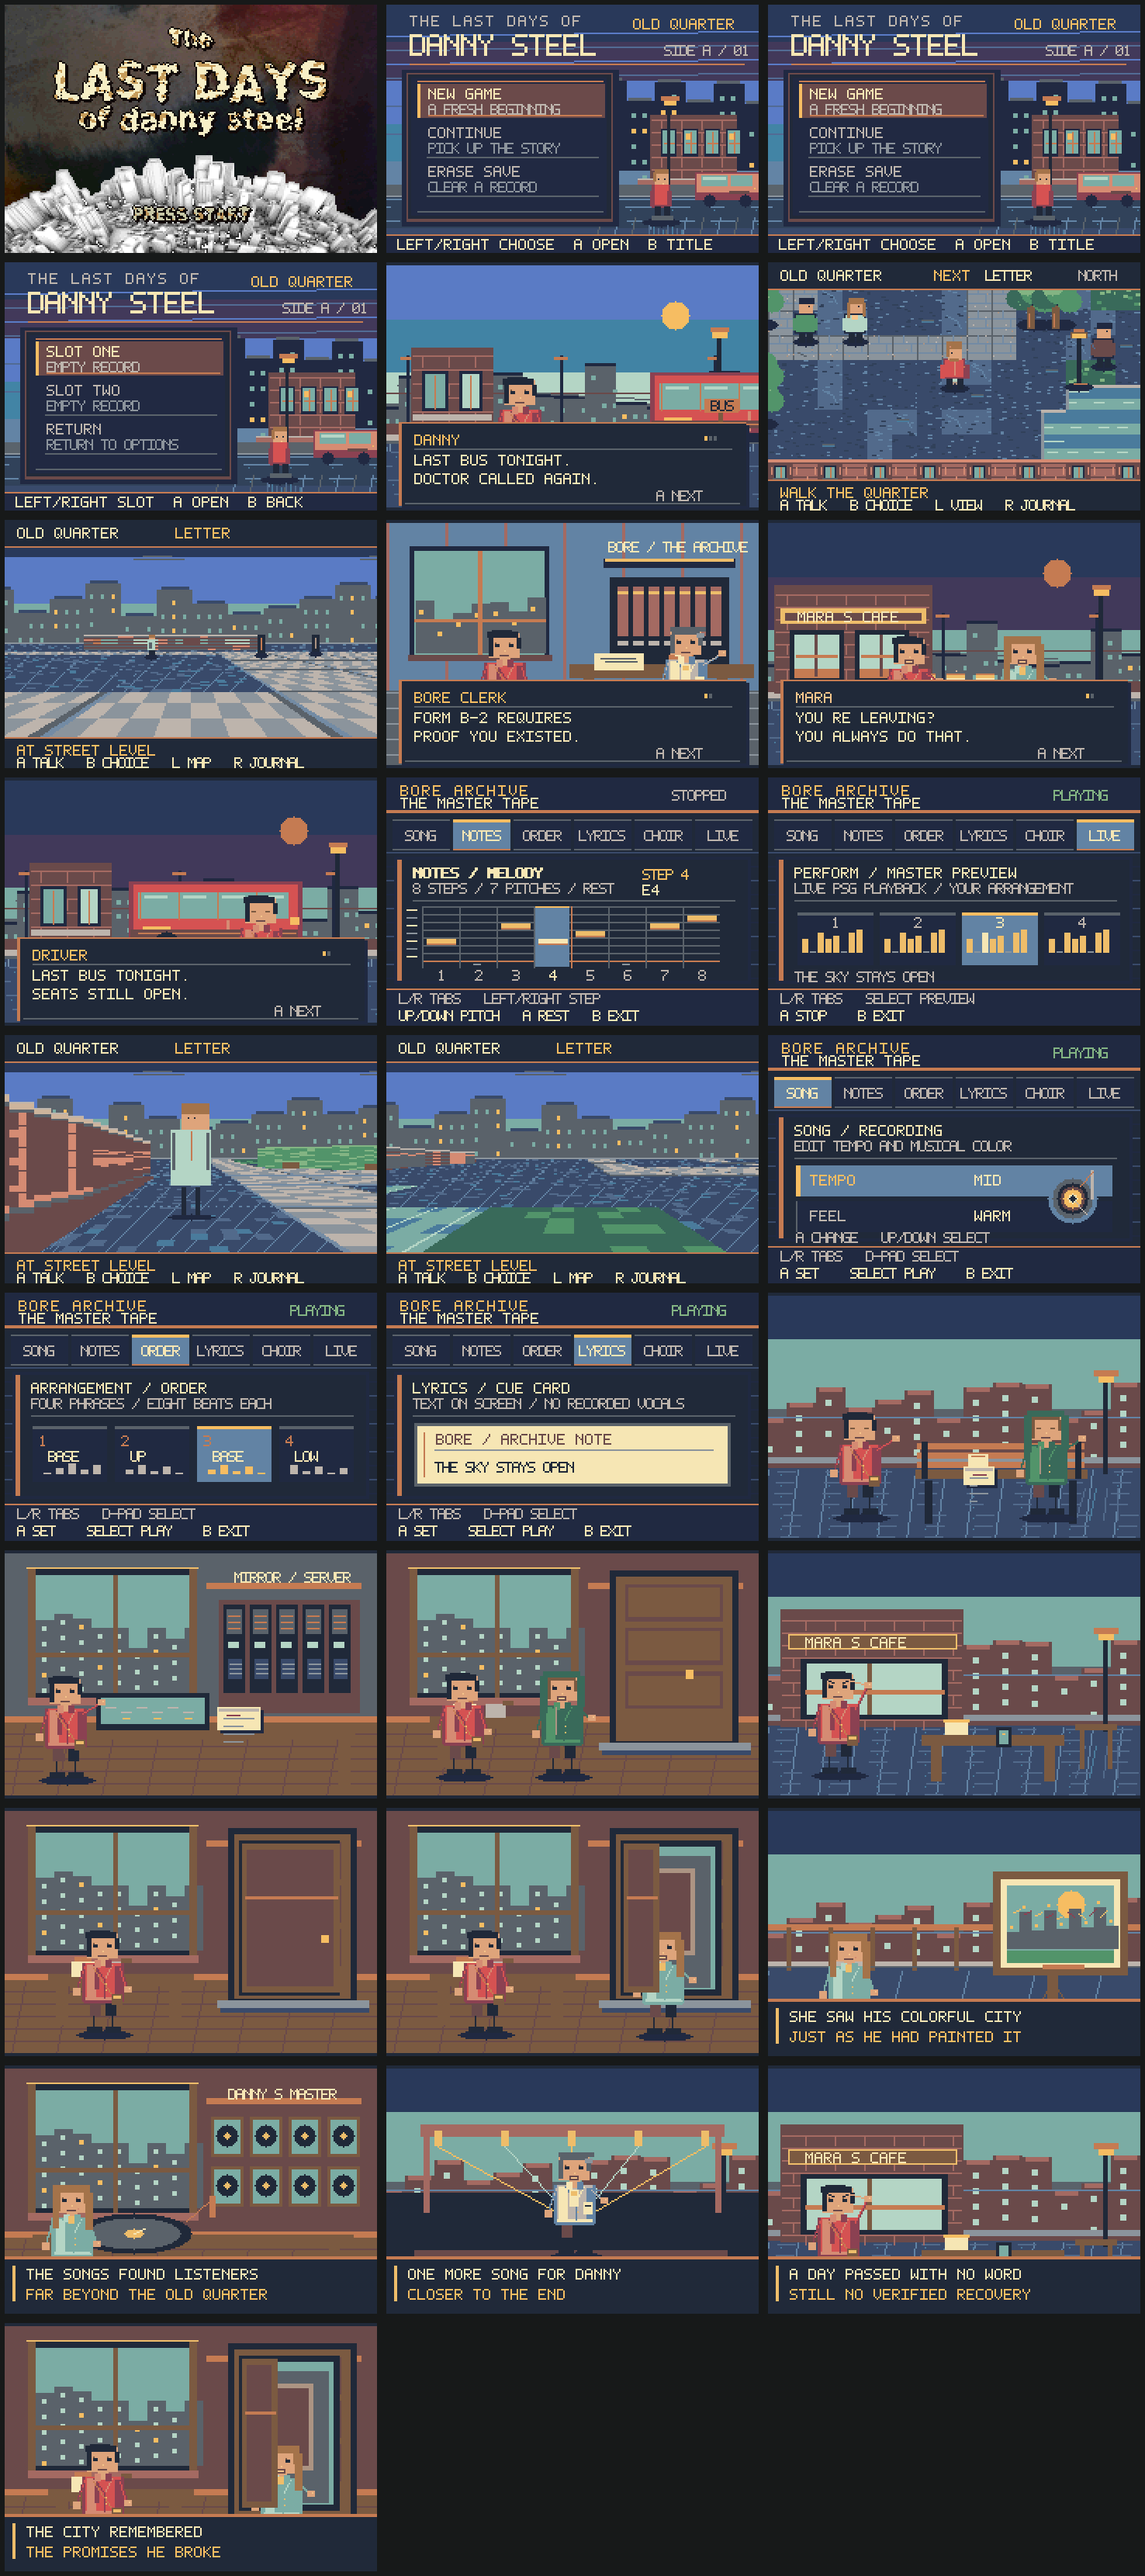 The
LAST DAYS
of danny steel
PRESS START
THE LAST DAYS OF
DANNY STEEL
OLD QUARTER
SIDE A / 01
NEW GAME
A FRESH BEGINNING
CONTINUE
PICK UP THE STORY
ERASE SAVE
CLEAR A RECORD
LEFT/RIGHT CHOOSE A OPEN B TITLE
THE LAST DAYS OF
DANNY STEEL
OLD QUARTER
SIDE A / 01
NEW GAME
A FRESH BEGINNING
CONTINUE
PICK UP THE STORY
ERASE SAVE
CLEAR A RECORD
LEFT/RIGHT CHOOSE A OPEN B TITLE
THE LAST DAYS OF
DANNY STEEL
OLD QUARTER
SIDE A / 01
SLOT ONE
EMPTY RECORD
SLOT TWO
EMPTY RECORD
RETURN
RETURN TO OPTIONS
LEFT/RIGHT SLOT A OPEN B BACK
BUS
DANNY
LAST BUS TONIGHT.
DOCTOR CALLED AGAIN.
A NEXT
OLD QUARTER NEXT LETTER NORTH
WALK THE QUARTER
A TALK B CHOICE L VIEW R JOURNAL
OLD QUARTER LETTER
AT STREET LEVEL
A TALK B CHOICE L MAP R JOURNAL
BORE / THE ARCHIVE
BORE CLERK
FORM B-2 REQUIRES
PROOF YOU EXISTED.
A NEXT
MARA S CAFE
MARA
YOU RE LEAVING?
YOU ALWAYS DO THAT.
A NEXT
DRIVER
LAST BUS TONIGHT.
SEATS STILL OPEN.
A NEXT
BORE ARCHIVE
THE MASTER TAPE
STOPPED
SONG NOTES ORDER LYRICS CHOIR LIVE
NOTES / MELODY
8 STEPS / 7 PITCHES / REST
STEP 4
E4
1 2 3 4 5 6 7 8
L/R TABS LEFT/RIGHT STEP
UP/DOWN PITCH A REST B EXIT
BORE ARCHIVE
THE MASTER TAPE
PLAYING
SONG NOTES ORDER LYRICS CHOIR LIVE
PERFORM / MASTER PREVIEW
LIVE PSG PLAYBACK / YOUR ARRANGEMENT
1 2 3 4
THE SKY STAYS OPEN
L/R TABS SELECT PREVIEW
A STOP B EXIT
OLD QUARTER LETTER
AT STREET LEVEL
A TALK B CHOICE L MAP R JOURNAL
OLD QUARTER LETTER
AT STREET LEVEL
A TALK B CHOICE L MAP R JOURNAL
BORE ARCHIVE
THE MASTER TAPE
PLAYING
SONG NOTES ORDER LYRICS CHOIR LIVE
SONG / RECORDING
EDIT TEMPO AND MUSICAL COLOR
TEMPO MID
FEEL WARM
A CHANGE UP/DOWN SELECT
L/R TABS D-PAD SELECT
A SET SELECT PLAY B EXIT
BORE ARCHIVE
THE MASTER TAPE
PLAYING
SONG NOTES ORDER LYRICS CHOIR LIVE
ARRANGEMENT / ORDER
FOUR PHRASES / EIGHT BEATS EACH
1 2 3 4
BASE UP BASE LOW
L/R TABS D-PAD SELECT
A SET SELECT PLAY B EXIT
BORE ARCHIVE
THE MASTER TAPE
PLAYING
SONG NOTES ORDER LYRICS CHOIR LIVE
LYRICS / CUE CARD
TEXT ON SCREEN / NO RECORDED VOCALS
BORE / ARCHIVE NOTE
THE SKY STAYS OPEN
L/R TABS D-PAD SELECT
A SET SELECT PLAY B EXIT
MIRROR / SERVER
MARA S CAFE
SHE SAW HIS COLORFUL CITY
JUST AS HE HAD PAINTED IT
DANNY S MASTER
THE SONGS FOUND LISTENERS
FAR BEYOND THE OLD QUARTER
ONE MORE SONG FOR DANNY
CLOSER TO THE END
MARA S CAFE
A DAY PASSED WITH NO WORD
STILL NO VERIFIED RECOVERY
THE CITY REMEMBERED
THE PROMISES HE BROKE